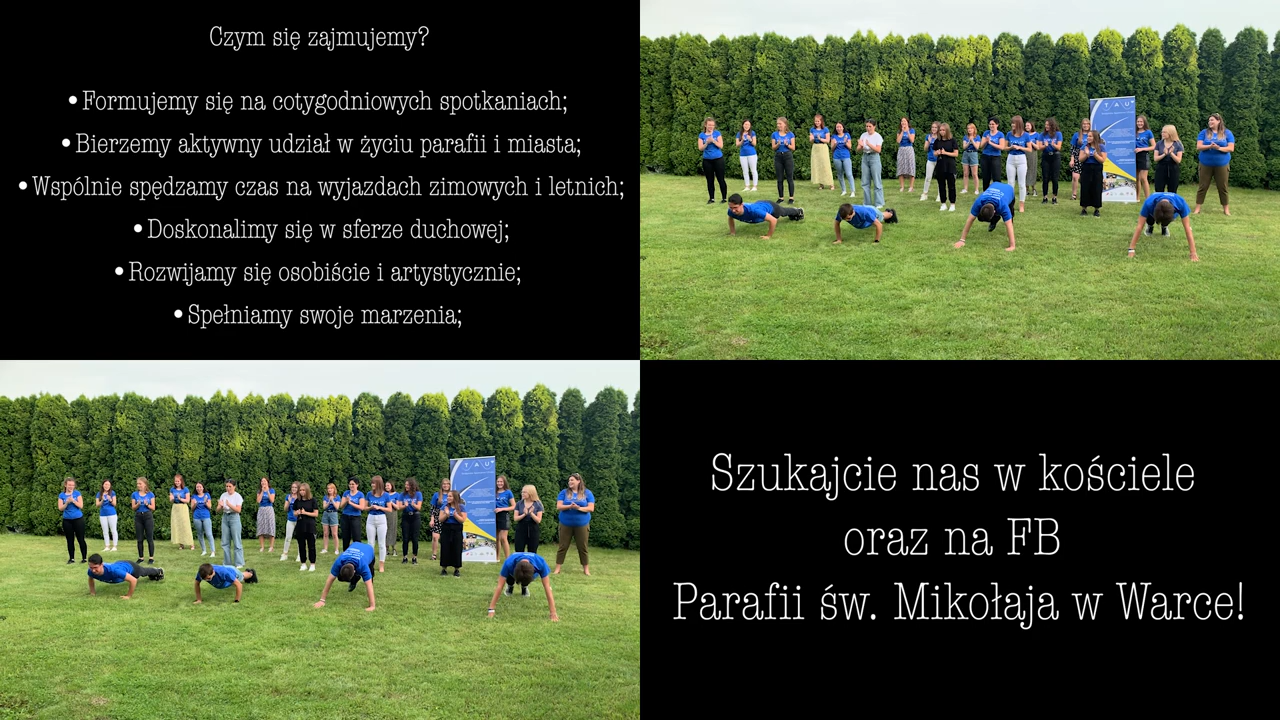 Czym się zajmujemy?
•Formujemy się na cotygodniowych spotkaniach;
•Bierzemy aktywny udział w życiu parafii i miasta;
•Wspólnie spędzamy czas na wyjazdach zimowych i letnich;
•Doskonalimy się w sferze duchowej;
•Rozwijamy się osobiście i artystycznie;
•Spełniamy swoje marzenia;
TAU
TAU
Szukajcie nas w kościele
oraz na FB
Parafii św. Mikołaja w Warce!